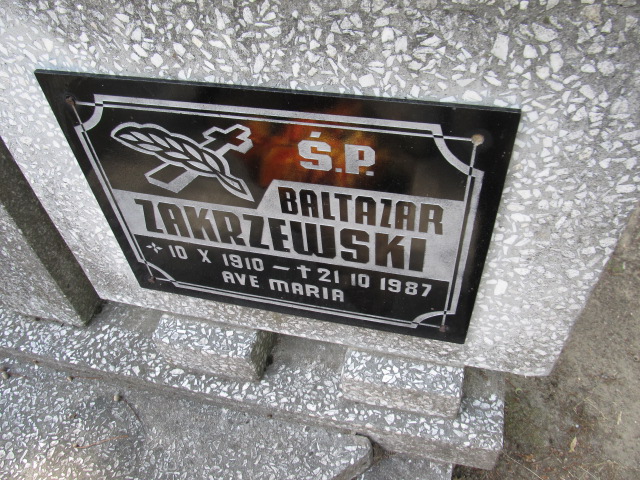 Ś.P.
BALTAZAR
ZAKRZEWSKI
+10 X 1910 – †21 10 1987
AVE MARIA